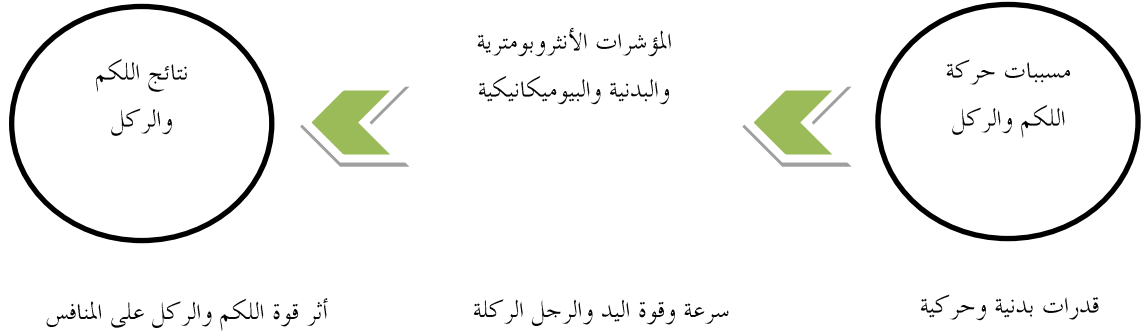 مسببات حركة
اللكم والركل
المؤشرات الأنثروبومترية
والبدنية والبيوميكانيكية
نتائج اللكم
والركل
قدرات بدنية وحركية
سرعة وقوة اليد والرجل الركلة
أثر قوة اللكم والركل على المنافس